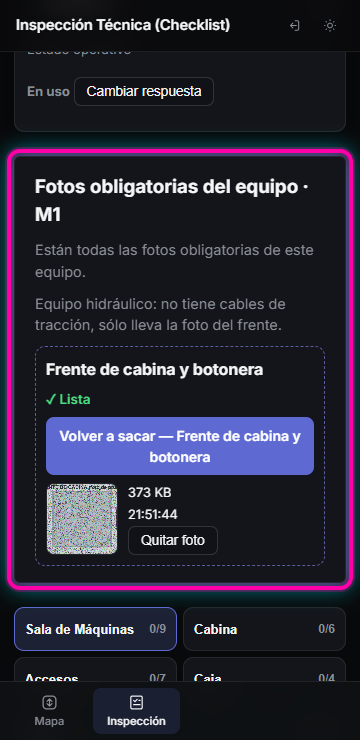 Inspección Técnica (Checklist)
Estado operativo
En uso Cambiar respuesta
Fotos obligatorias del equipo ·
M1
Están todas las fotos obligatorias de este
equipo.
Equipo hidráulico: no tiene cables de
tracción, sólo lleva la foto del frente.
Frente de cabina y botonera
✓ Lista
Volver a sacar — Frente de cabina y
botonera
373 KB
21:51:44
Quitar foto
Sala de Máquinas 0/9 Cabina 0/6
Accesos 0/7 Caja 0/4
Mapa Inspección